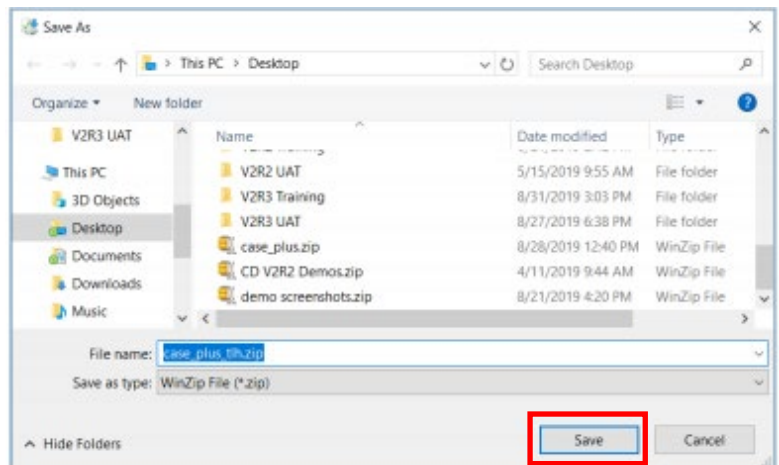 Save As
This PC > Desktop
Search Desktop
Organize
New folder
V2R3 UAT
Name
Date modified
Type
This PC
3D Objects
Desktop
Documents
Downloads
Music
V2R2 UAT
5/15/2019 9:55 AM
File folder
V2R3 Training
8/31/2019 3:03 PM
File folder
V2R3 UAT
8/27/2019 6:38 PM
File folder
case_plus.zip
8/28/2019 12:40 PM
WinZip File
CD V2R2 Demos.zip
4/11/2019 9:44 AM
WinZip File
demo screenshots.zip
8/21/2019 4:20 PM
WinZip File
File name: case_plus_tlh.zip
Save as type: WinZip File (*.zip)
Hide Folders
Save
Cancel